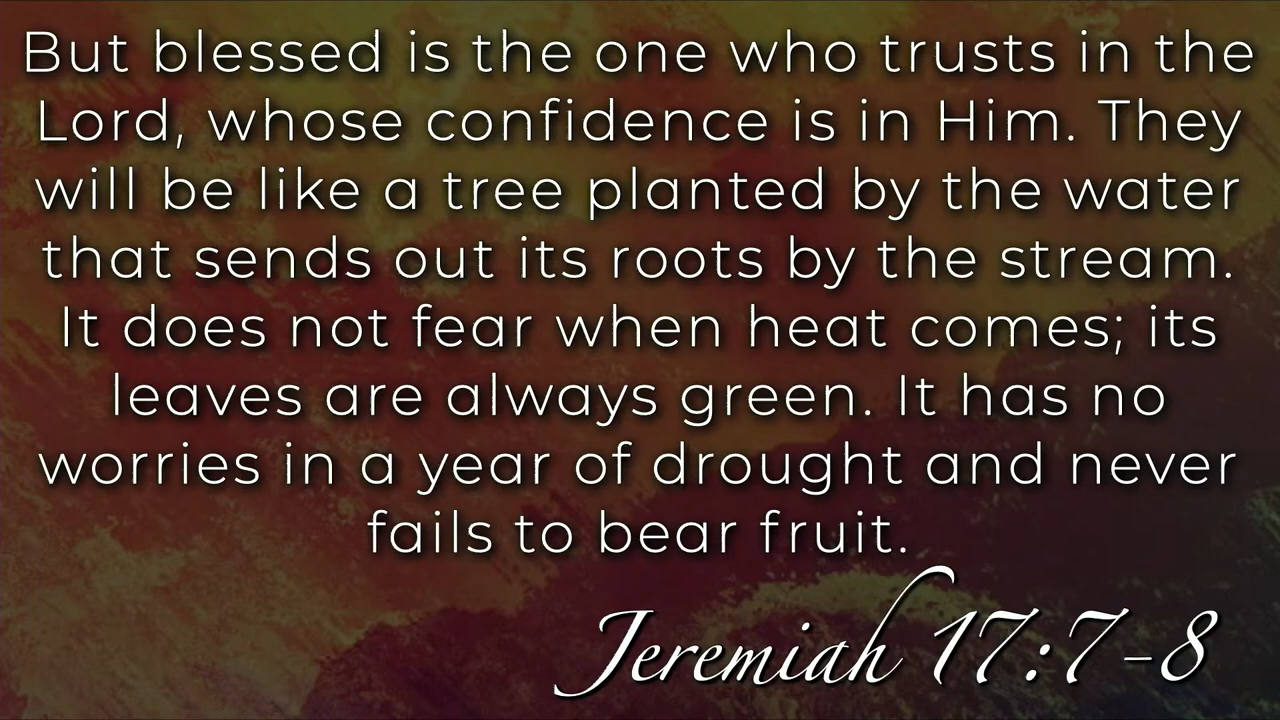 But blessed is the one who trusts in the
Lord, whose confidence is in Him. They
will be like a tree planted by the water
that sends out its roots by the stream.
It does not fear when heat comes; its
leaves are always green. It has no
worries in a year of drought and never
fails to bear fruit.
Jeremiah 17:7-8